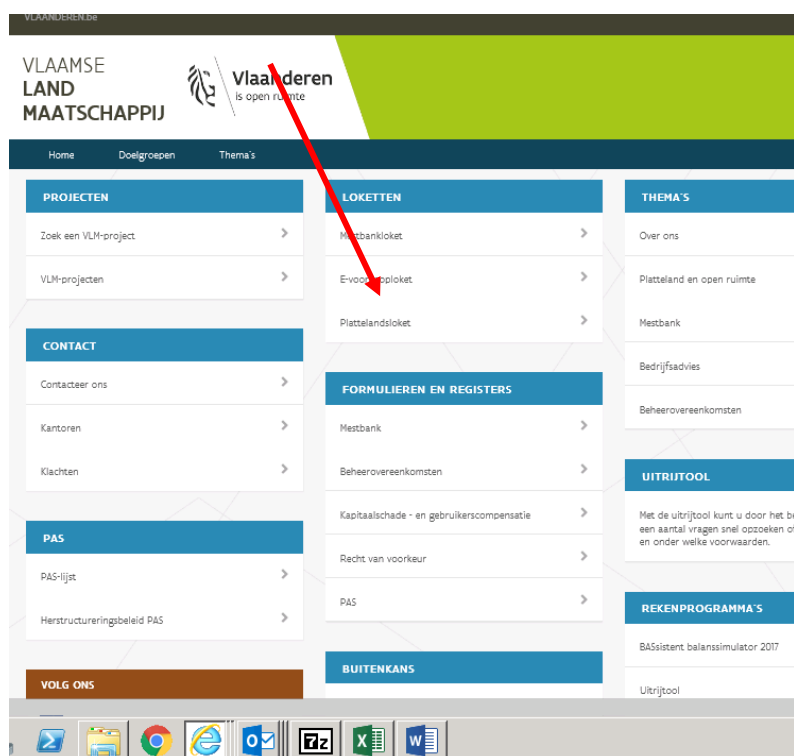 VLAANDEREN.be
VLAAMSE
LAND
MAATSCHAPPIJ
Vlaanderen
is open ruimte
Home Doelgroepen Thema's
PROJECTEN
Zoek een VLM-project
VLM-projecten
CONTACT
Contacteer ons
Kantoren
Klachten
PAS
PAS-lijst
Herstructureringsbeleid PAS
VOLG ONS
LOKETTEN
Mestbankloket
Plattelandsloket
FORMULIEREN EN REGISTERS
Mestbank
Beheerovereenkomsten
Kapitaalschade - en gebruikerscompensatie
Recht van voorkeur
PAS
BUITENKANS
THEMA'S
Over ons
Platteland en open ruimte
Mestbank
Bedrijfsadvies
Beheerovereenkomsten
UITRIJTOOL
Met de uitrijtool kunt u door het be
een aantal vragen snel opzoeken of
en onder welke voorwaarden.
REKENPROGRAMMA'S
BASsistent balanssimulator 2017
Uitrijtool